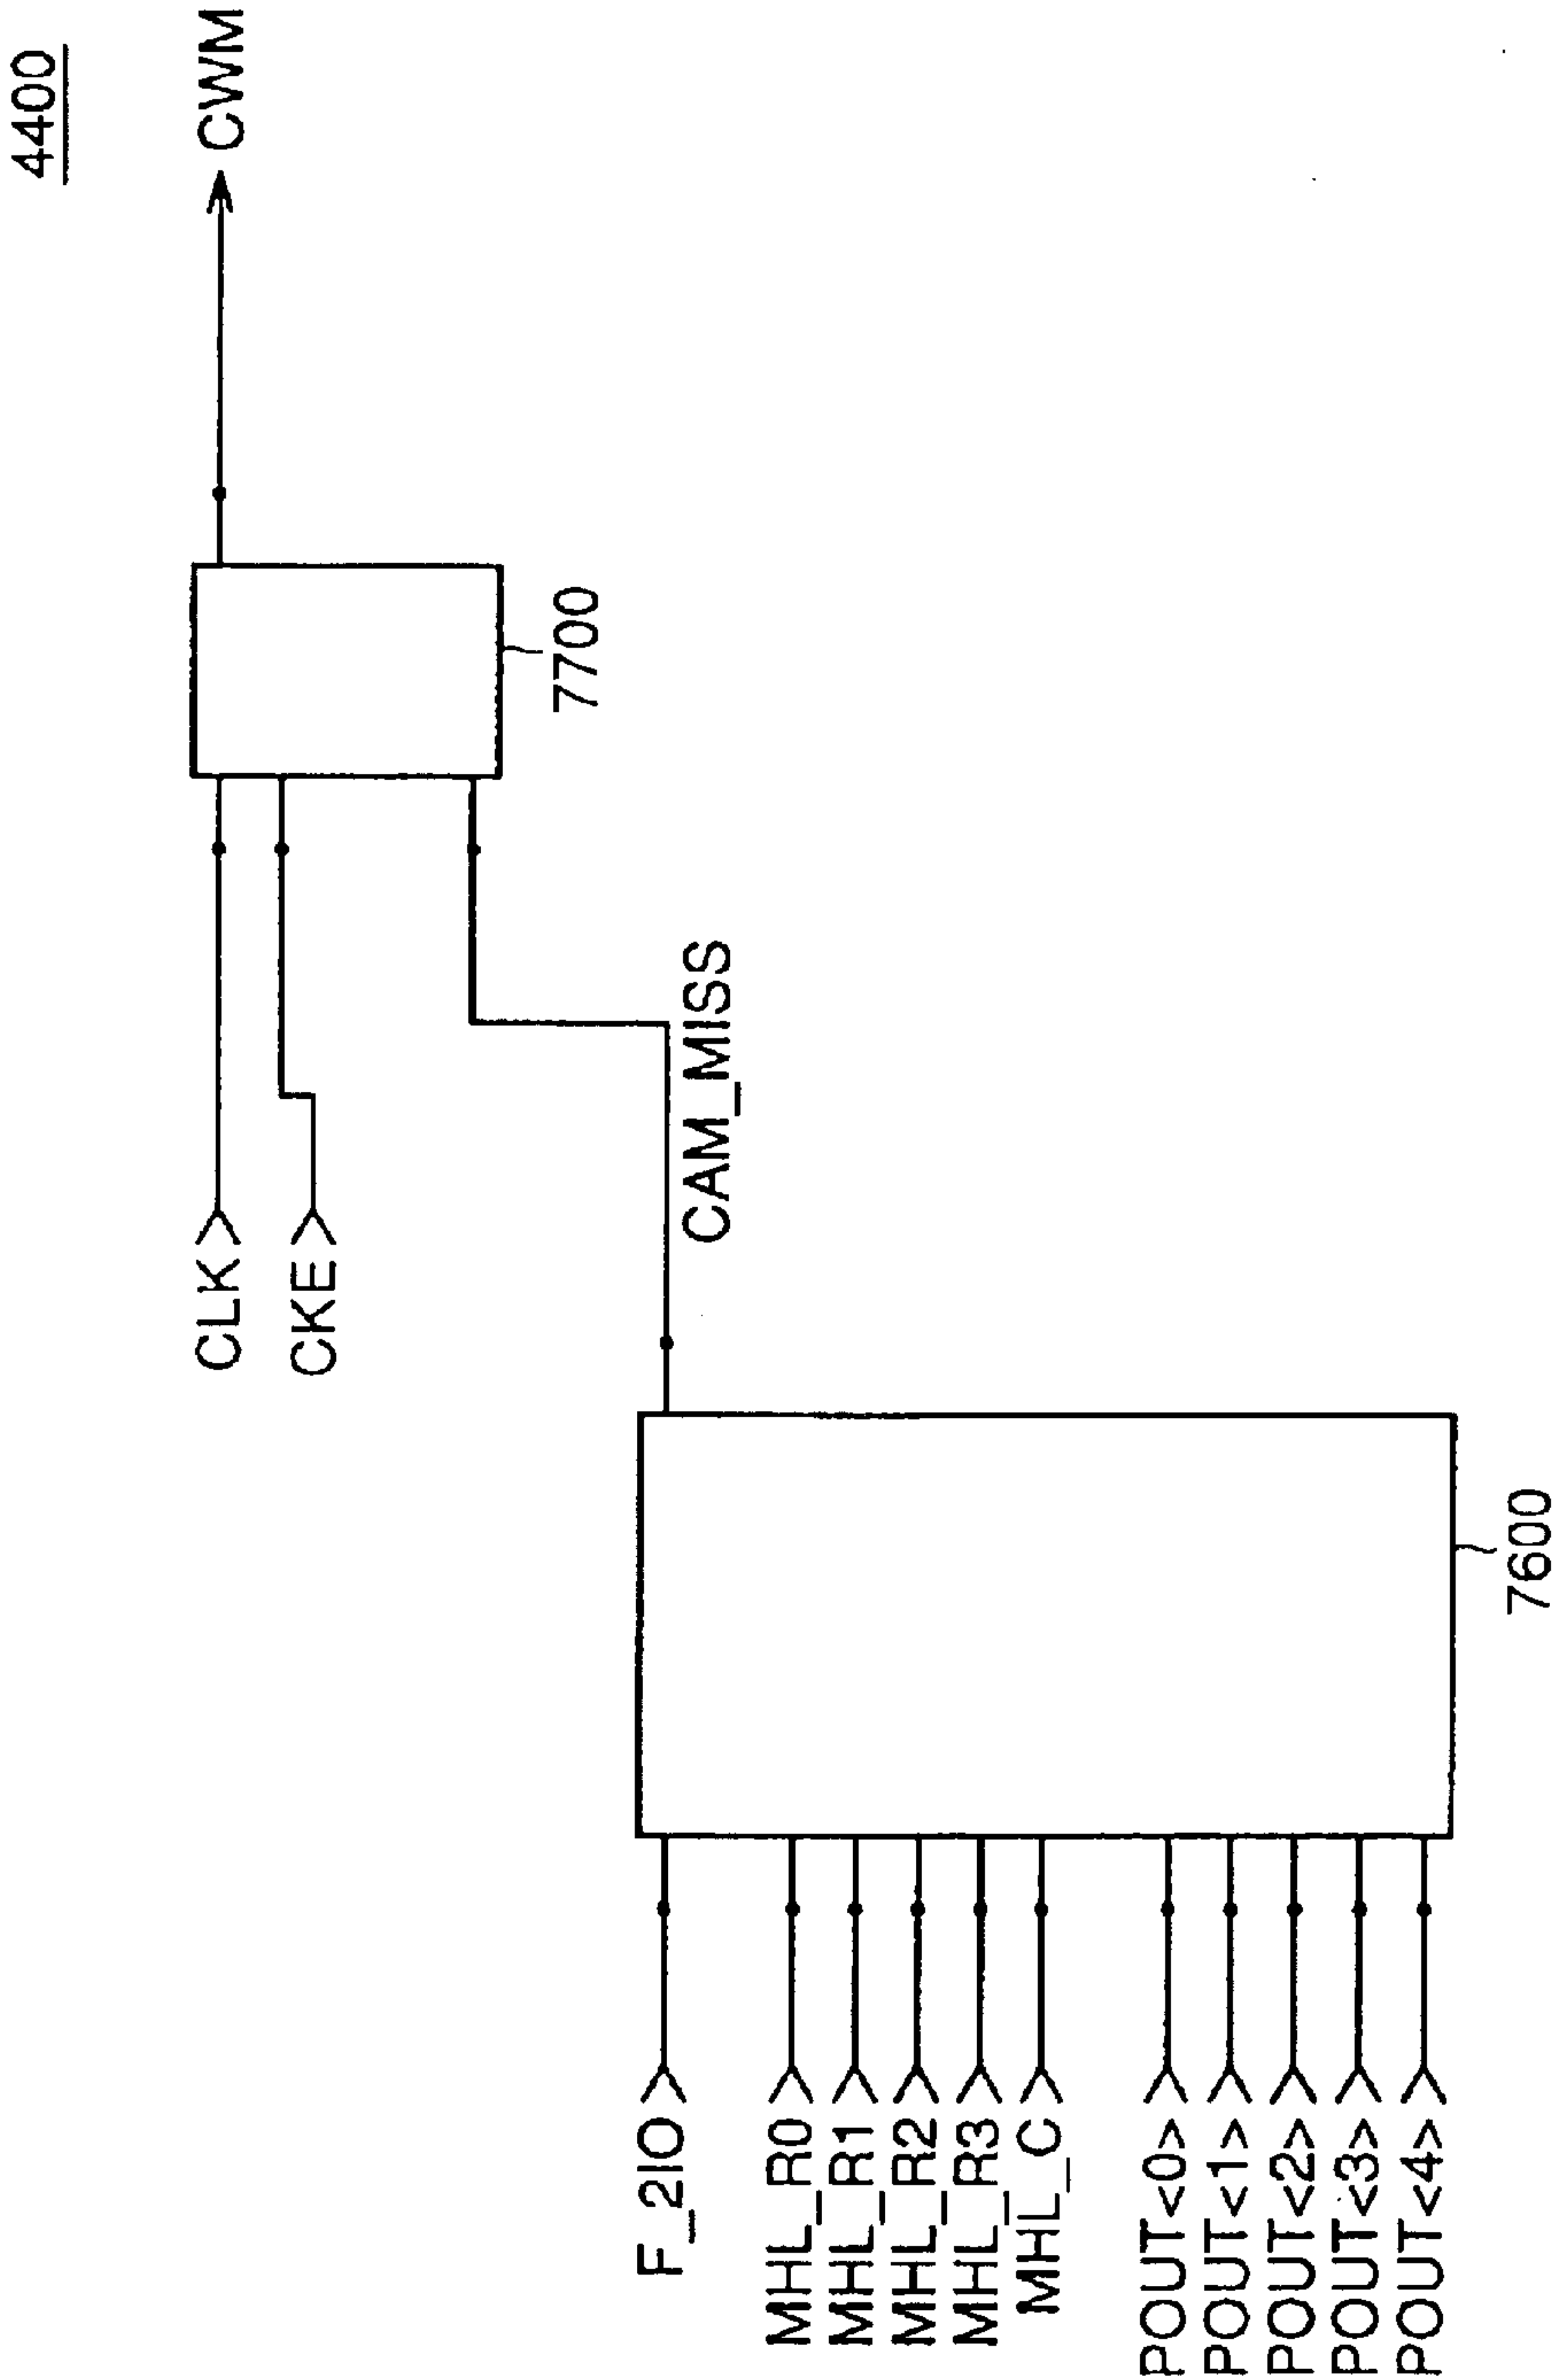 4400
CWM
7700
CLK
CKE
CAM_MISS
7600
F_2IO
MHL_R0
MHL_R1
MHL_R2
MHL_R3
MHL_C
POUT<0>
POUT<1>
POUT<2>
POUT<3>
POUT<4>